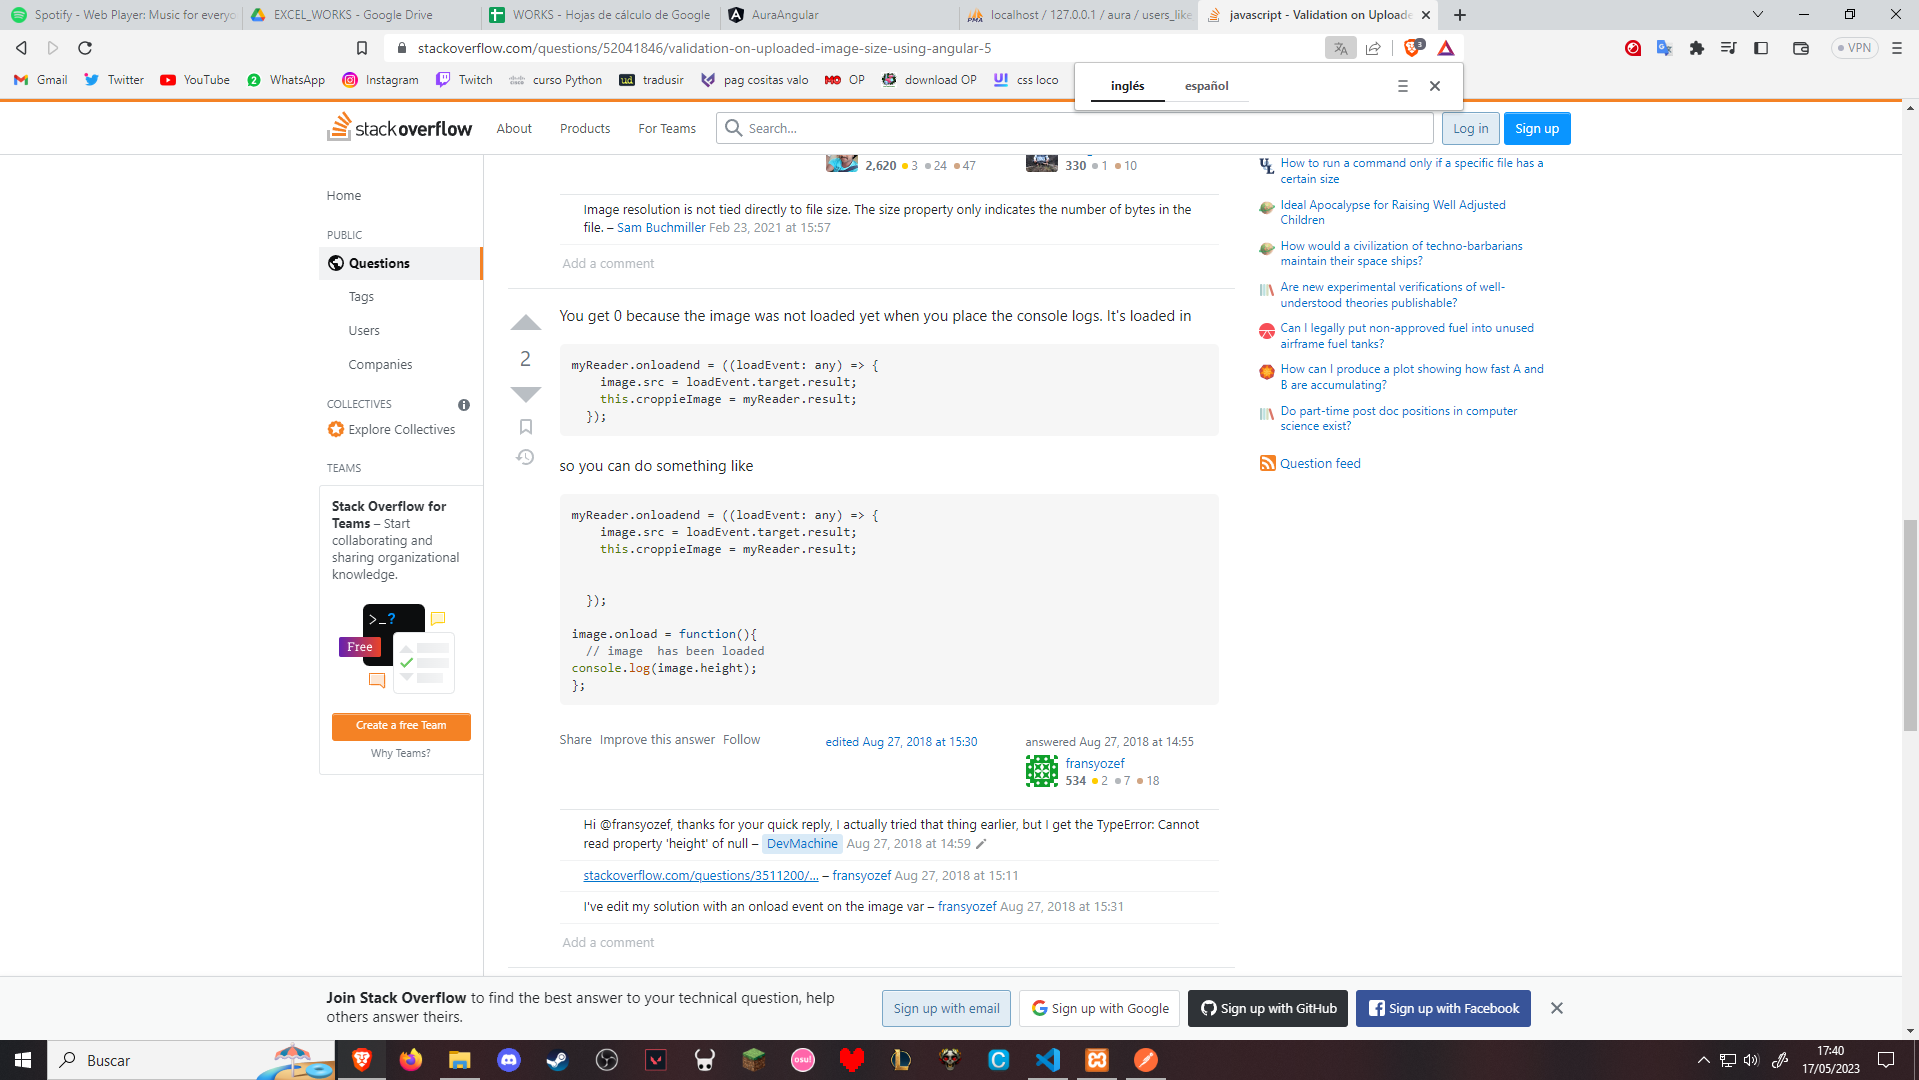 Spotify - Web Player: Music for everyc
EXCEL_WORKS - Google Drive
WORKS - Hojas de cálculo de Google
AuraAngular
localhost / 127.0.0.1 / aura / users_like
javascript - Validation on Uploade
stackoverflow.com/questions/52041846/validation-on-uploaded-image-size-using-angular-5
3
VPN
Gmail
Twitter
YouTube
WhatsApp
Instagram
Twitch
curso Python
tradusir
pag cositas valo
OP
download OP
css loco
inglés
español
stackoverflow
About
Products
For Teams
Search...
Log in
Sign up
Home
PUBLIC
Questions
Tags
Users
Companies
COLLECTIVES
Explore Collectives
TEAMS
Stack Overflow for
Teams – Start
collaborating and
sharing organizational
knowledge.
>_?
Free
Create a free Team
Why Teams?
2,620 3 24 47
330 1 10
Image resolution is not tied directly to file size. The size property only indicates the number of bytes in the
file. – Sam Buchmiller Feb 23, 2021 at 15:57
Add a comment
2
You get 0 because the image was not loaded yet when you place the console logs. It's loaded in
myReader.onloadend = ((loadEvent: any) => {
image.src = loadEvent.target.result;
this.croppieImage = myReader.result;
});
so you can do something like
myReader.onloadend = ((loadEvent: any) => {
image.src = loadEvent.target.result;
this.croppieImage = myReader.result;
});
image.onload = function(){
// image  has been loaded
console.log(image.height);
};
Share Improve this answer Follow
edited Aug 27, 2018 at 15:30
answered Aug 27, 2018 at 14:55
fransyozef
534 2 7 18
Hi @fransyozef, thanks for your quick reply, I actually tried that thing earlier, but I get the TypeError: Cannot
read property 'height' of null – DevMachine Aug 27, 2018 at 14:59
stackoverflow.com/questions/3511200/... – fransyozef Aug 27, 2018 at 15:11
I've edit my solution with an onload event on the image var – fransyozef Aug 27, 2018 at 15:31
Add a comment
How to run a command only if a specific file has a
certain size
Ideal Apocalypse for Raising Well Adjusted
Children
How would a civilization of techno-barbarians
maintain their space ships?
Are new experimental verifications of well-
understood theories publishable?
Can I legally put non-approved fuel into unused
airframe fuel tanks?
How can I produce a plot showing how fast A and
B are accumulating?
Do part-time post doc positions in computer
science exist?
Question feed
Join Stack Overflow to find the best answer to your technical question, help
others answer theirs.
Sign up with email
Sign up with Google
Sign up with GitHub
Sign up with Facebook
Buscar
osu!
17:40
17/05/2023